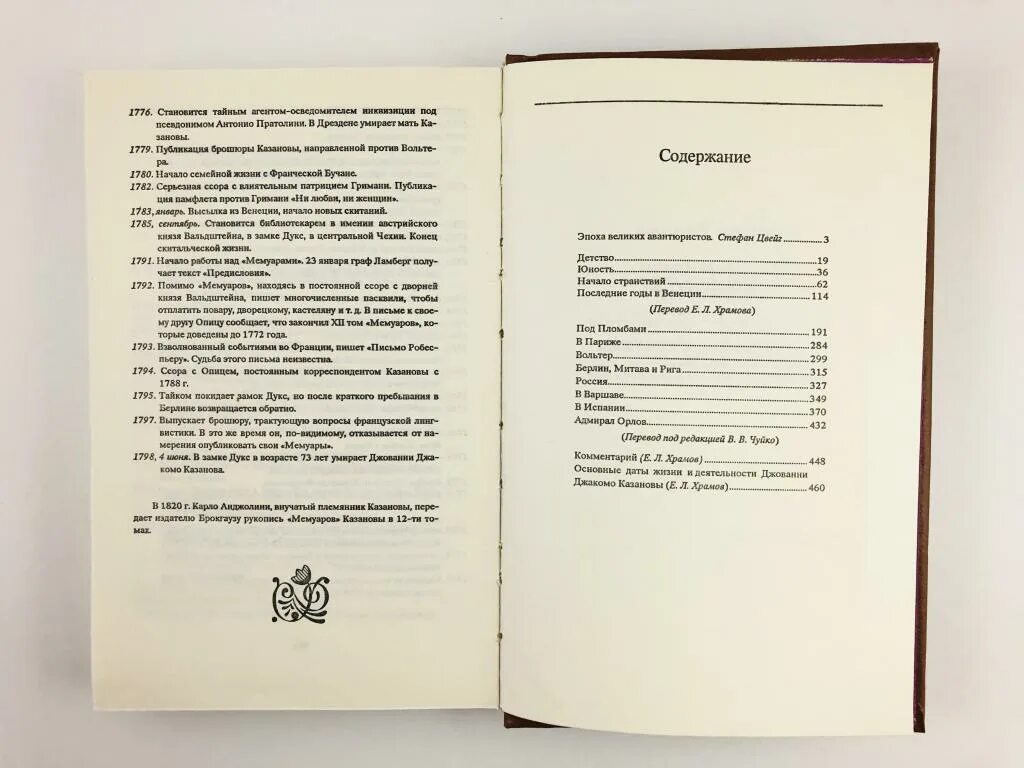 1776. Становится тайным агентом-осведомителем инквизиции под
псевдонимом Антонио Пратолини. В Дрездене умирает мать Ка-
зановы.
1779. Публикация брошюры Казановы, направленной против Вольте-
ра.
1780. Начало семейной жизни с Франческой Бучане.
1782. Серьезная ссора с влиятельным патрицием Гримани. Публика-
ция памфлета против Гримани «Ни любви, ни женщин».
1783, январь. Высылка из Венеции, начало новых скитаний.
1785, сентябрь. Становится библиотекарем в имении австрийского
князя Вальдштейна, в замке Дукс, в центральной Чехии. Конец
скитальческой жизни.
1791. Начало работы над «Мемуарами». 23 января граф Ламберг полу-
чает текст «Предисловия».
1792. Помимо «Мемуаров», находясь в постоянной ссоре с дворней
князя Вальдштейна, пишет многочисленные пасквили, чтобы
отплатить повару, дворецкому, кастеляну и т. д. В письме к свое-
му другу Опицу сообщает, что закончил XII том «Мемуаров», ко-
торые доведены до 1772 года.
1793. Взволнованный событиями во Франции, пишет «Письмо Робес-
пьеру». Судьба этого письма неизвестна.
1794. Ссора с Опицем, постоянным корреспондентом Казановы с
1788 г.
1795. Тайком покидает замок Дукс, но после краткого пребывания в
Берлине возвращается обратно.
1797. Выпускает брошюру, трактующую вопросы французской линг-
вистики. В это же время он, по-видимому, отказывается от на-
мерения опубликовать свои «Мемуары».
1798, 4 июня. В замке Дукс в возрасте 73 лет умирает Джованни Джа-
комо Казанова.
В 1820 г. Карло Анджолини, внучатый племянник Казановы, пере-
дает издателю Брокгаузу рукопись «Мемуаров» Казановы в 12-ти то-
мах.
Содержание
Эпоха великих авантюристов. Стефан Цвейг ........... 3
Детство ........... 19
Юность ........... 36
Начало странствий ........... 62
Последние годы в Венеции ........... 114
(Перевод Е. Л. Храмова)
Под Пломбами ........... 191
В Париже ........... 284
Вольтер ........... 299
Берлин, Митава и Рига ........... 315
Россия ........... 327
В Варшаве ........... 349
В Испании ........... 370
Адмирал Орлов ........... 432
(Перевод под редакцией В. В. Чуйко)
Комментарий (Е. Л. Храмов) ........... 448
Основные даты жизни и деятельности Джованни
Джакомо Казановы (Е. Л. Храмов) ........... 460